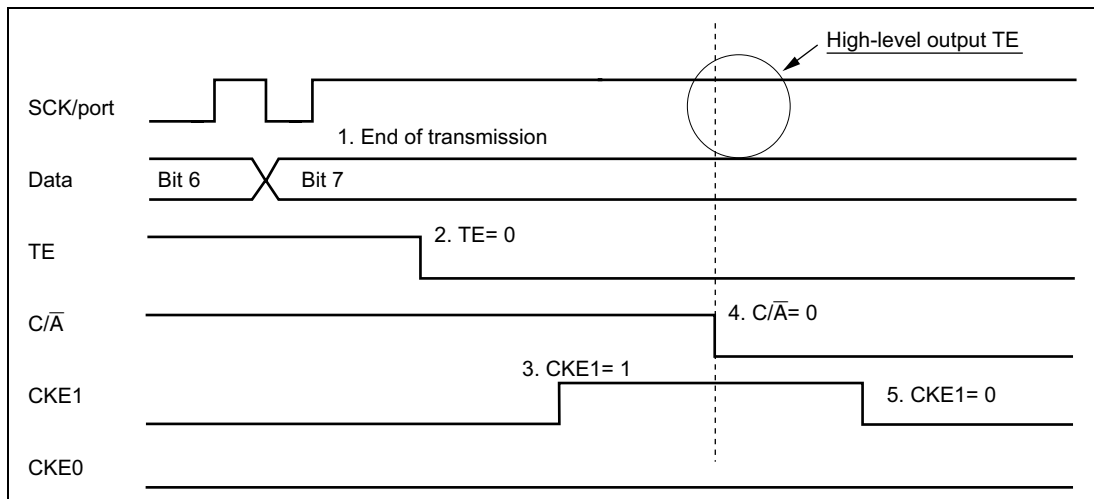 High-level output TE
SCK/port
1. End of transmission
Data
Bit 6
Bit 7
TE
2. TE= 0
C/A̅
4. C/A̅= 0
3. CKE1= 1
CKE1
5. CKE1= 0
CKE0